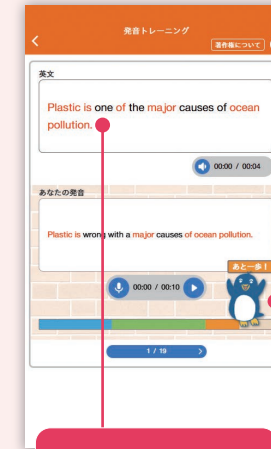 発音トレーニング
著作権について
英文
Plastic is one of the major causes of ocean
pollution.
00:00 / 00:04
あなたの発音
Plastic is wrong with a major causes of ocean pollution.
あと一歩！
00:00 / 00:10
1 / 19